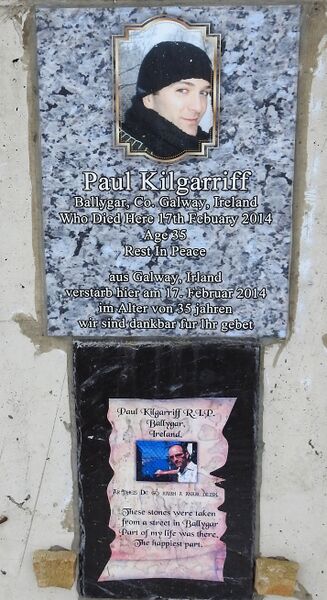 Paul Kilgarriff
Ballygar, Co. Galway, Ireland
Who Died Here 17th Febuary 2014
Age 35
Rest In Peace
aus Galway, Irland
verstarb hier am 17. Februar 2014
im Alter von 35 jahren
wir sind dankbar fur Ihr gebet
Paul Kilgarriff R.I.P.
Ballygar,
Ireland.
Ar
These stones were taken
from a street in Ballygar
Part of my life was there.
The happiest part.